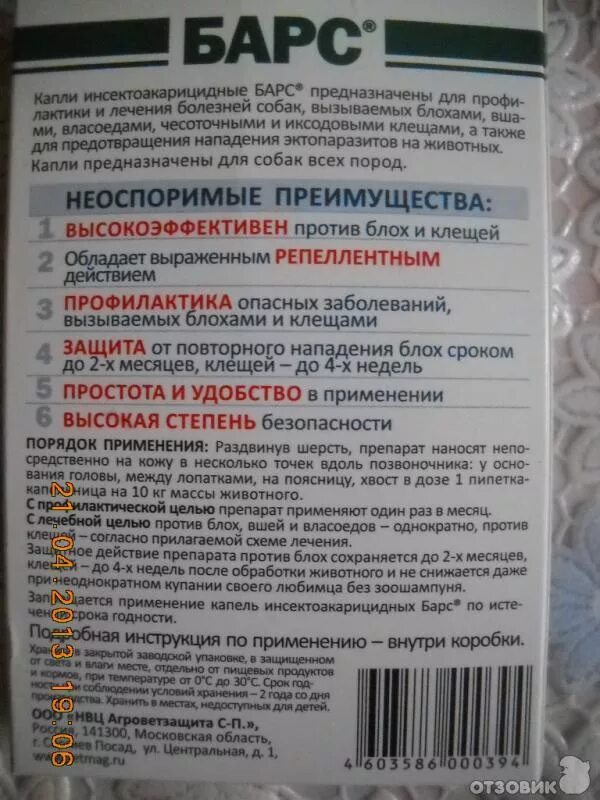 БАРС®
Капли инсектоакарицидные БАРС® предназначены для профи-
лактики и лечения болезней собак, вызываемых блохами, вша-
ми, власоедами, чесоточными и иксодовыми клещами, а также
для предотвращения нападения эктопаразитов на животных.
Капли предназначены для собак всех пород.
НЕОСПОРИМЫЕ ПРЕИМУЩЕСТВА:
1 ВЫСОКОЭФФЕКТИВЕН против блох и клещей
2 Обладает выраженным РЕПЕЛЛЕНТНЫМ
действием
3 ПРОФИЛАКТИКА опасных заболеваний,
вызываемых блохами и клещами
4 ЗАЩИТА от повторного нападения блох сроком
до 2-х месяцев, клещей – до 4-х недель
5 ПРОСТОТА И УДОБСТВО в применении
6 ВЫСОКАЯ СТЕПЕНЬ безопасности
ПОРЯДОК ПРИМЕНЕНИЯ: Раздвинув шерсть, препарат наносят непо-
средственно на кожу в несколько точек вдоль позвоночника: у осно-
вания головы, между лопатками, на поясницу, хвост в дозе 1 пипетка-
капельница на 10 кг массы животного.
С профилактической целью препарат применяют один раз в месяц.
С лечебной целью против блох, вшей и власоедов – однократно, против
клещей – согласно прилагаемой схеме лечения.
Защитное действие препарата против блох сохраняется до 2-х месяцев,
клещей – до 4-х недель после обработки животного и не снижается даже
при неоднократном купании своего любимца без зоошампуня.
Запрещается применение капель инсектоакарицидных Барс® по исте-
чении срока годности.
Подробная инструкция по применению – внутри коробки.
Хранить в закрытой заводской упаковке, в защищенном
от света и влаги месте, отдельно от пищевых продуктов
и кормов, при температуре от 0°С до 30°С. Срок год-
ности при соблюдении условий хранения – 2 года со дня
производства. Хранить в местах, недоступных для детей.
ООО «НВЦ Агроветзащита С-П.»,
Россия, 141300, Московская область,
г. Сергиев Посад, ул. Центральная, д. 1,
www.vetmag.ru
4 603586 000394
21.04.2013 19:06
ОТЗОВИК